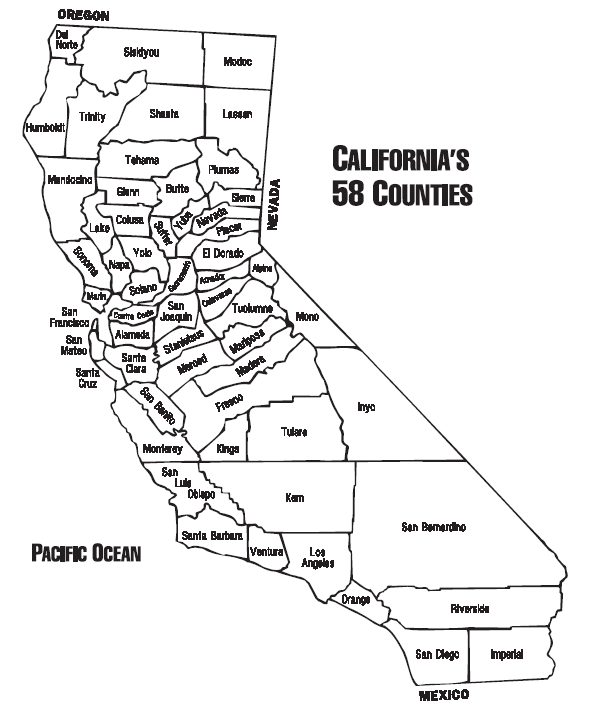 OREGON
Del
Norte
Siskiyou
Modoc
Humboldt
Trinity
Shasta
Lassen
CALIFORNIA'S
58 COUNTIES
Tehama
Plumas
Mendocino
Glenn
Butte
Sierra
NEVADA
Lake
Colusa
Sutter
Yuba
Nevada
Placer
Sonoma
Napa
Yolo
El Dorado
Sacramento
Alpine
Amador
Marin
Solano
Calaveras
San
Francisco
Contra Costa
San
Joaquin
Tuolumne
Mono
San
Mateo
Alameda
Stanislaus
Mariposa
Santa
Clara
Merced
Madera
Santa
Cruz
San Benito
Fresno
Inyo
Monterey
Kings
Tulare
San
Luis
Obispo
Kern
San Bernardino
PACIFIC OCEAN
Santa Barbara
Ventura
Los
Angeles
Orange
Riverside
San Diego
Imperial
MEXICO